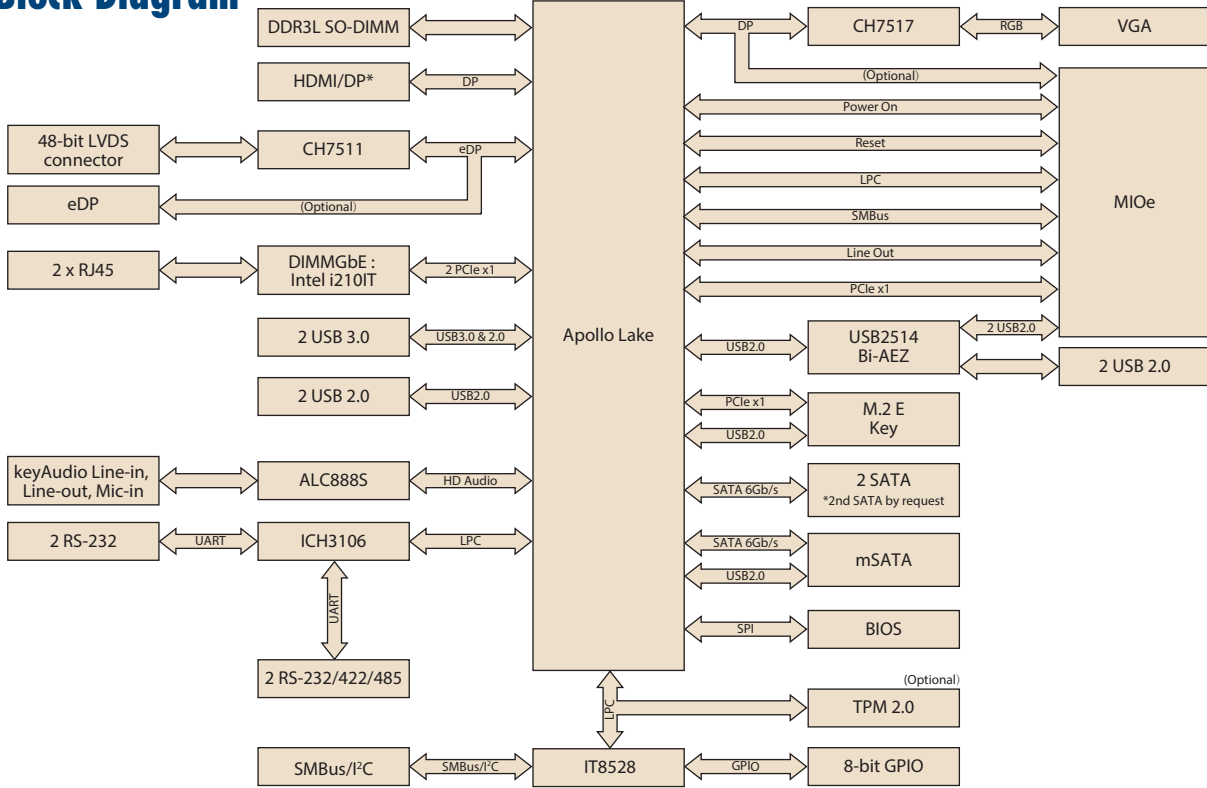 Block Diagram
DDR3L SO-DIMM
DP
CH7517
RGB
VGA
HDMI/DP*
DP
(Optional)
Power On
48-bit LVDS
connector
CH7511
eDP
Reset
LPC
eDP
(Optional)
MIOe
SMBus
Line Out
2 x RJ45
DIMMGbE :
Intel i210IT
2 PCIe x1
PCIe x1
2 USB 3.0
USB3.0 & 2.0
Apollo Lake
USB2.0
USB2514
Bi-AEZ
2 USB2.0
2 USB 2.0
2 USB 2.0
USB2.0
PCIe x1
USB2.0
M.2 E
Key
keyAudio Line-in,
Line-out, Mic-in
ALC888S
HD Audio
SATA 6Gb/s
2 SATA
*2nd SATA by request
2 RS-232
UART
ICH3106
LPC
SATA 6Gb/s
USB2.0
mSATA
UART
SPI
BIOS
2 RS-232/422/485
LPC
(Optional)
TPM 2.0
SMBus/I²C
SMBus/I²C
IT8528
GPIO
8-bit GPIO